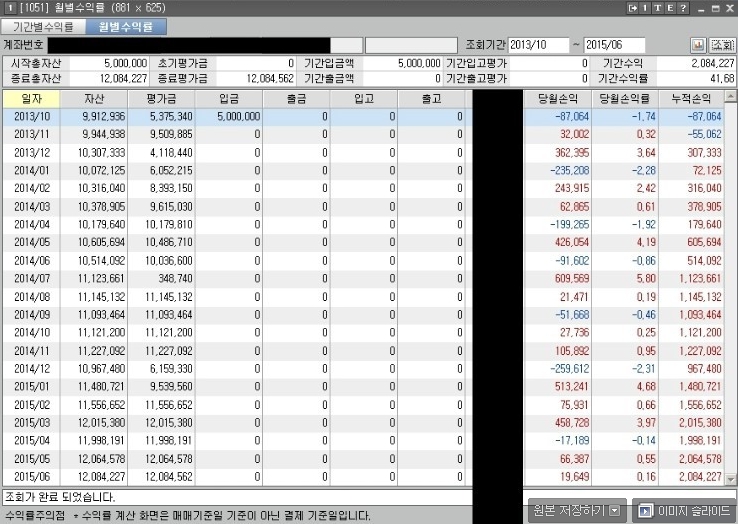 1 [1051] 월별수익률 (881 × 625) 1 T E ?
기간별수익률 월별수익률
계좌번호 조회기간 2013/10 ~ 2015/06 조회
시작총자산 5,000,000 초기평가금 0 기간입금액 5,000,000 기간입고평가 0 기간수익 2,084,227
종료총자산 12,084,227 종료평가금 12,084,562 기간출금액 0 기간출고평가 0 기간수익률 41,68
일자 자산 평가금 입금 출금 입고 출고 당월손익 당월손익률 누적손익
2013/10 9,912,936 5,375,340 5,000,000 0 0 0 -87,064 -1,74 -87,064
2013/11 9,944,938 9,509,885 0 0 0 0 32,002 0,32 -55,062
2013/12 10,307,333 4,118,440 0 0 0 0 362,395 3,64 307,333
2014/01 10,072,125 6,052,215 0 0 0 0 -235,208 -2,28 72,125
2014/02 10,316,040 8,393,150 0 0 0 0 243,915 2,42 316,040
2014/03 10,378,905 9,615,030 0 0 0 0 62,865 0,61 378,905
2014/04 10,179,640 10,179,810 0 0 0 0 -199,265 -1,92 179,640
2014/05 10,605,694 10,486,710 0 0 0 0 426,054 4,19 605,694
2014/06 10,514,092 10,036,600 0 0 0 0 -91,602 -0,86 514,092
2014/07 11,123,661 348,740 0 0 0 0 609,569 5,80 1,123,661
2014/08 11,145,132 11,145,132 0 0 0 0 21,471 0,19 1,145,132
2014/09 11,093,464 11,093,464 0 0 0 0 -51,668 -0,46 1,093,464
2014/10 11,121,200 11,121,200 0 0 0 0 27,736 0,25 1,121,200
2014/11 11,227,092 11,227,092 0 0 0 0 105,892 0,95 1,227,092
2014/12 10,967,480 6,159,330 0 0 0 0 -259,612 -2,31 967,480
2015/01 11,480,721 9,539,560 0 0 0 0 513,241 4,68 1,480,721
2015/02 11,556,652 11,556,652 0 0 0 0 75,931 0,66 1,556,652
2015/03 12,015,380 12,015,380 0 0 0 0 458,728 3,97 2,015,380
2015/04 11,998,191 11,998,191 0 0 0 0 -17,189 -0,14 1,998,191
2015/05 12,064,578 12,064,578 0 0 0 0 66,387 0,55 2,064,578
2015/06 12,084,227 12,084,562 0 0 0 0 19,649 0,16 2,084,227
조회가 완료 되었습니다.
수익률주의점 + 수익률 계산 화면은 매매기준일 기준이 아닌 결제 기준일입니다. 원본 저장하기 이미지 슬라이드